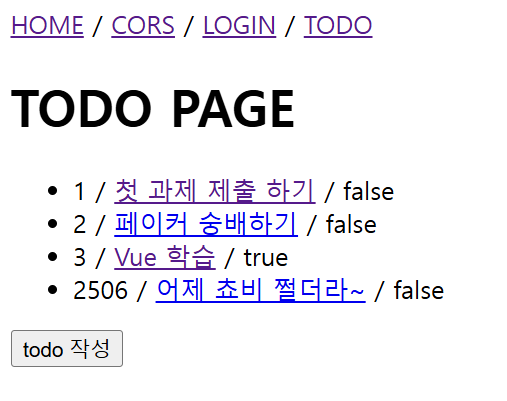 HOME / CORS / LOGIN / TODO
TODO PAGE
1 / 첫 과제 제출 하기 / false
2 / 페이커 숭배하기 / false
3 / Vue 학습 / true
2506 / 어제 쵸비 쩔더라~ / false
todo 작성